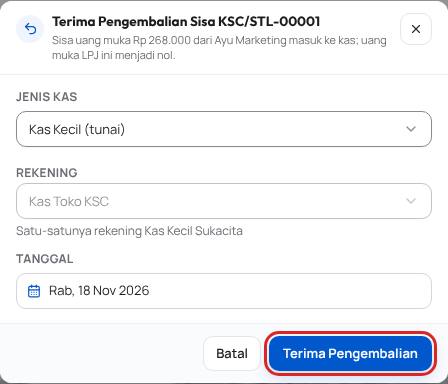 Terima Pengembalian Sisa KSC/STL-00001
Sisa uang muka Rp 268.000 dari Ayu Marketing masuk ke kas; uang
muka LPJ ini menjadi nol.
JENIS KAS
Kas Kecil (tunai)
REKENING
Kas Toko KSC
Satu-satunya rekening Kas Kecil Sukacita
TANGGAL
Rab, 18 Nov 2026
Batal
Terima Pengembalian